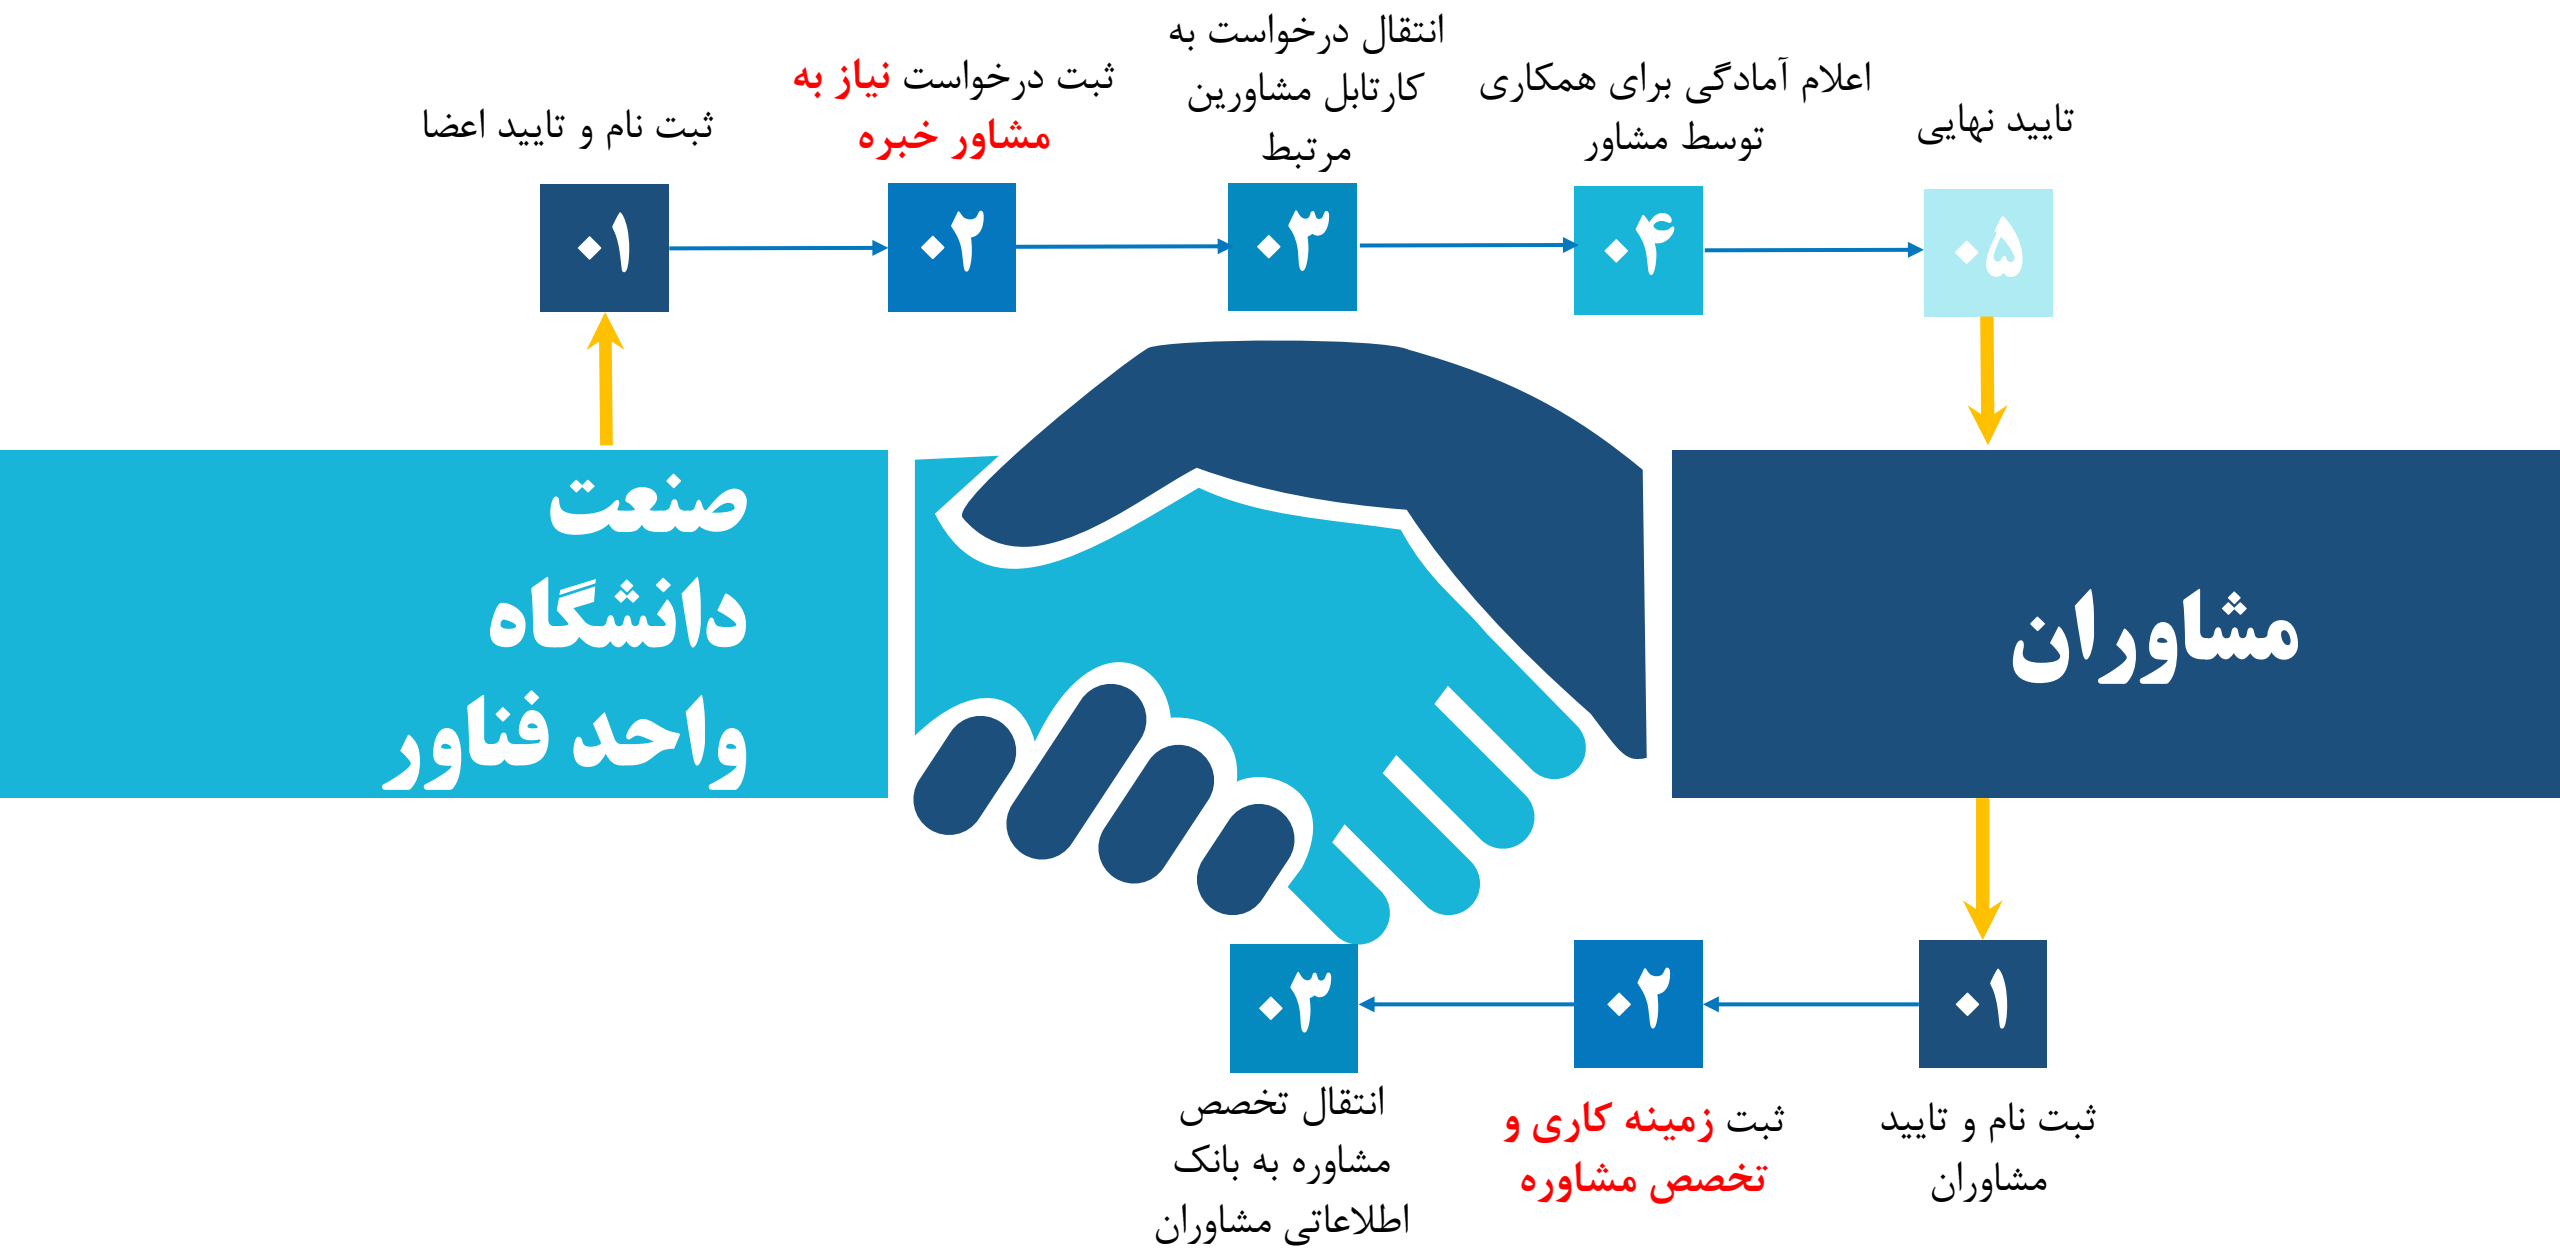 ثبت نام و تایید اعضا
ثبت درخواست نیاز به
مشاور خبره
انتقال درخواست به
کارتابل مشاورین
مرتبط
اعلام آمادگی برای همکاری
توسط مشاور
تایید نهایی
۰۱
۰۲
۰۳
۰۴
۰۵
صنعت
دانشگاه
واحد فناور
مشاوران
۰۱
۰۲
۰۳
ثبت نام و تایید
مشاوران
ثبت زمینه کاری و
تخصص مشاوره
انتقال تخصص
مشاوره به بانک
اطلاعاتی مشاوران